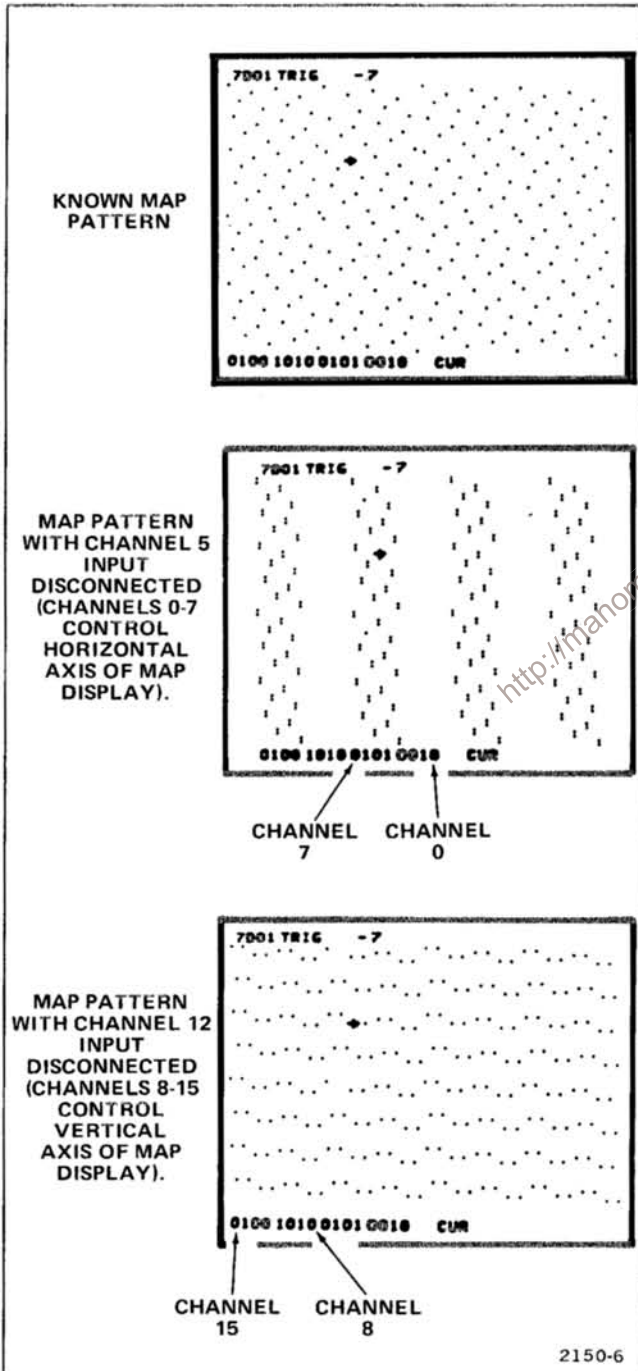 7D01 TRIG -7
KNOWN MAP
PATTERN
0100 1010 0101 0010 CUR
7D01 TRIG -7
MAP PATTERN
WITH CHANNEL 5
INPUT
DISCONNECTED
(CHANNELS 0-7
CONTROL
HORIZONTAL
AXIS OF MAP
DISPLAY).
0100 1010 0101 0010 CUR
CHANNEL
7
CHANNEL
0
7D01 TRIG -7
MAP PATTERN
WITH CHANNEL 12
INPUT
DISCONNECTED
(CHANNELS 8-15
CONTROL
VERTICAL
AXIS OF MAP
DISPLAY).
0100 1010 0101 0010 CUR
CHANNEL
15
CHANNEL
8
2150-6